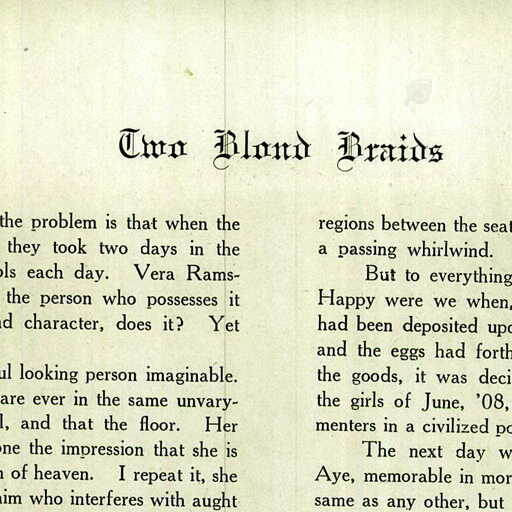 Two Blond Braids
the problem is that when the
they took two days in the
ols each day. Vera Rams-
the person who possesses it
character, does it? Yet
looking person imaginable.
are ever in the same unvary-
and that the floor. Her
one the impression that she is
of heaven. I repeat it, she
him who interferes with aught
regions between the seat
a passing whirlwind.
But to everything
Happy were we when,
had been deposited upo
and the eggs had forth
the goods, it was deci
the girls of June, '08,
menters in a civilized po
The next day w
Aye, memorable in mor
same as any other, but